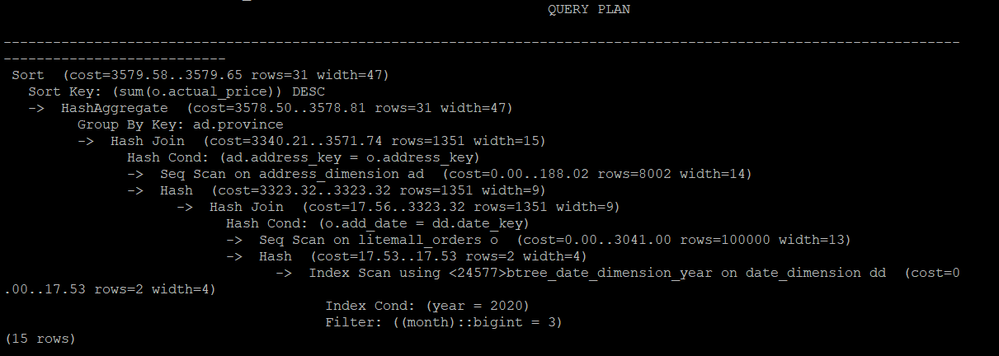 QUERY PLAN
--------------------------------------------------------------------------------------------------------------------
---------------------------
Sort  (cost=3579.58..3579.65 rows=31 width=47)
Sort Key: (sum(o.actual_price)) DESC
->  HashAggregate  (cost=3578.50..3578.81 rows=31 width=47)
Group By Key: ad.province
->  Hash Join  (cost=3340.21..3571.74 rows=1351 width=15)
Hash Cond: (ad.address_key = o.address_key)
->  Seq Scan on address_dimension ad  (cost=0.00..188.02 rows=8002 width=14)
->  Hash  (cost=3323.32..3323.32 rows=1351 width=9)
->  Hash Join  (cost=17.56..3323.32 rows=1351 width=9)
Hash Cond: (o.add_date = dd.date_key)
->  Seq Scan on litemall_orders o  (cost=0.00..3041.00 rows=100000 width=13)
->  Hash  (cost=17.53..17.53 rows=2 width=4)
->  Index Scan using <24577>btree_date_dimension_year on date_dimension dd  (cost=0
.00..17.53 rows=2 width=4)
Index Cond: (year = 2020)
Filter: ((month)::bigint = 3)
(15 rows)